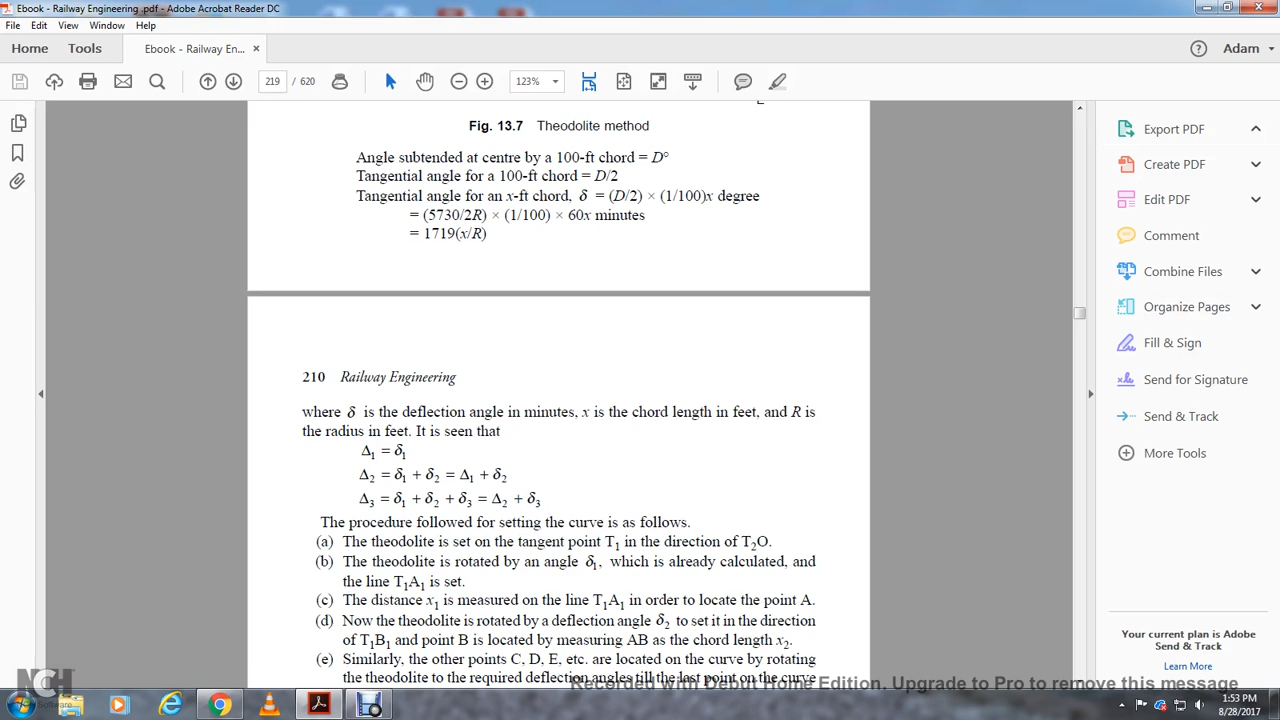 Ebook - Railway Engineering .pdf - Adobe Acrobat Reader DC
File Edit View Window Help
Home Tools Ebook - Railway En... × Adam
219 / 620 123%
Fig. 13.7 Theodolite method
Angle subtended at centre by a 100-ft chord = D°
Tangential angle for a 100-ft chord = D/2
Tangential angle for an x-ft chord, δ = (D/2) × (1/100)x degree
= (5730/2R) × (1/100) × 60x minutes
= 1719(x/R)
210 Railway Engineering
where δ is the deflection angle in minutes, x is the chord length in feet, and R is
the radius in feet. It is seen that
Δ₁ = δ₁
Δ₂ = δ₁ + δ₂ = Δ₁ + δ₂
Δ₃ = δ₁ + δ₂ + δ₃ = Δ₂ + δ₃
The procedure followed for setting the curve is as follows.
(a) The theodolite is set on the tangent point T₁ in the direction of T₂O.
(b) The theodolite is rotated by an angle δ₁, which is already calculated, and
the line T₁A₁ is set.
(c) The distance x₁ is measured on the line T₁A₁ in order to locate the point A.
(d) Now the theodolite is rotated by a deflection angle δ₂ to set it in the direction
of T₁B₁ and point B is located by measuring AB as the chord length x₂.
(e) Similarly, the other points C, D, E, etc. are located on the curve by rotating
the theodolite to the required deflection angles till the last point on the curve
Export PDF
Create PDF
Edit PDF
Comment
Combine Files
Organize Pages
Fill & Sign
Send for Signature
Send & Track
More Tools
Your current plan is Adobe
Send & Track
Learn More
NCH Software
Recorded with Debut Home Edition. Upgrade to Pro to remove this message
1:53 PM
8/28/2017